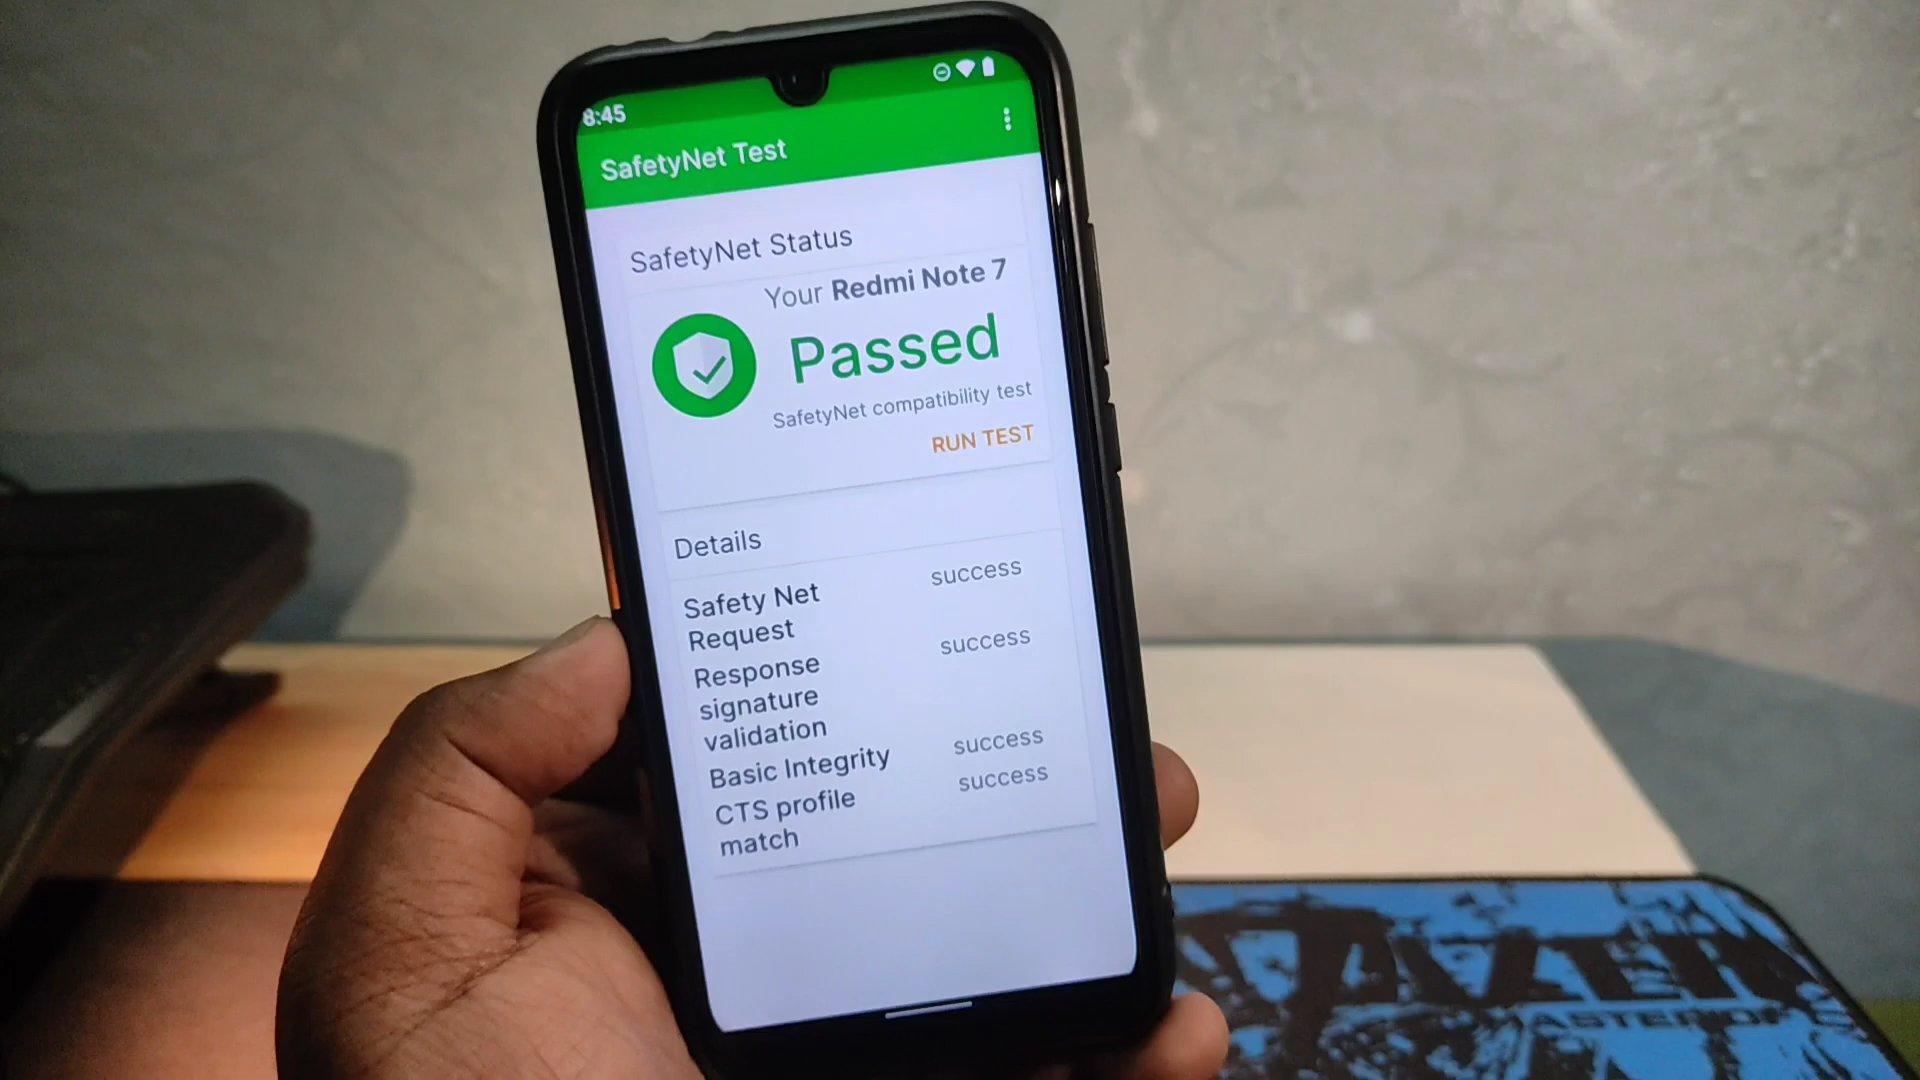 8:45
SafetyNet Test
SafetyNet Status
Your Redmi Note 7
Passed
SafetyNet compatibility test
RUN TEST
Details
Safety Net
Request
success
Response
signature
validation
success
Basic Integrity
success
CTS profile
match
success